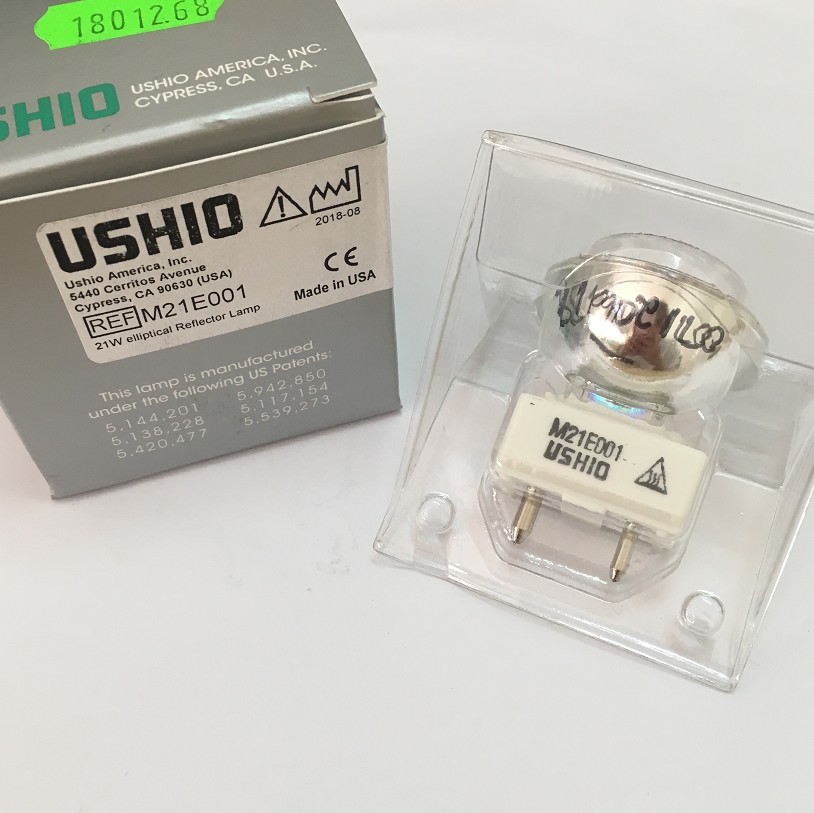 18012.68
SHIO
USHIO AMERICA, INC.
CYPRESS, CA U.S.A.
USHIO
2018-08
Ushio America, Inc.
5440 Cerritos Avenue
Cypress, CA 90630 (USA)
CE
REF M21E001
Made in USA
21W elliptical Reflector Lamp
This lamp is manufactured
under the following US Patents:
5,144,201 5,942,850
5,138,228 5,117,154
5,420,477 5,539,273
M21E001
USHIO